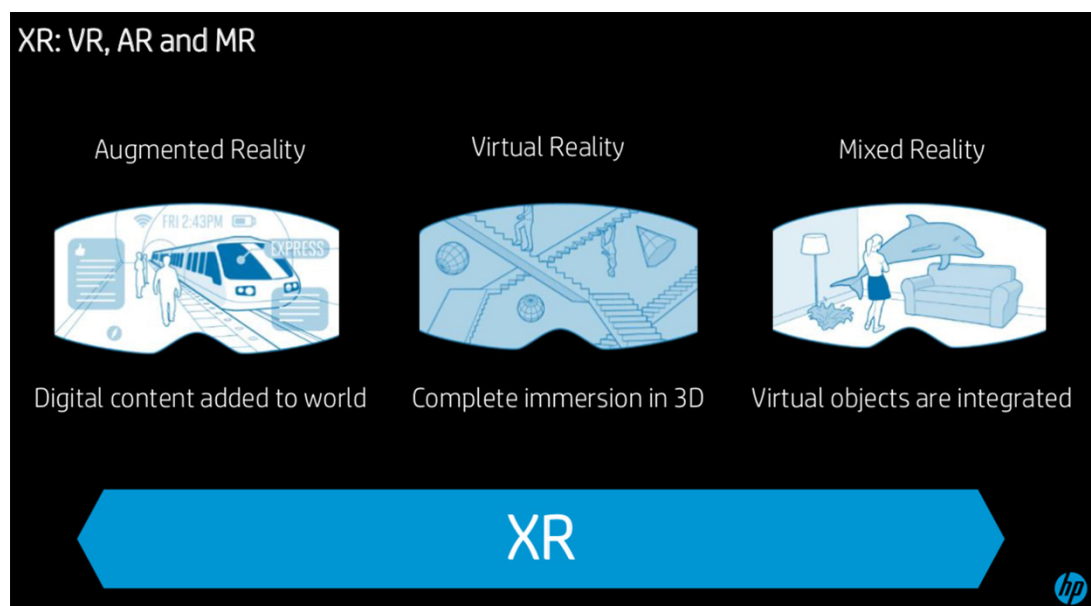 XR: VR, AR and MR
Augmented Reality
Virtual Reality
Mixed Reality
FRI 2:43PM
EXPRESS
Digital content added to world
Complete immersion in 3D
Virtual objects are integrated
XR
hp